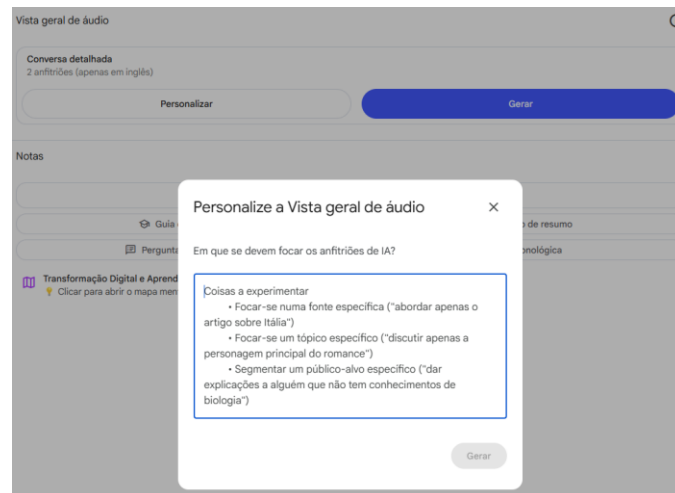 Vista geral de áudio
Conversa detalhada
2 anfitriões (apenas em inglês)
Personalizar
Gerar
Notas
Personalize a Vista geral de áudio
Guia
de resumo
Pergunta
Em que se devem focar os anfitriões de IA?
onológica
Transformação Digital e Aprend
Clicar para abrir o mapa men
Coisas a experimentar
• Focar-se numa fonte específica ("abordar apenas o
artigo sobre Itália")
• Focar-se um tópico específico ("discutir apenas a
personagem principal do romance")
• Segmentar um público-alvo específico ("dar
explicações a alguém que não tem conhecimentos de
biologia")
Gerar